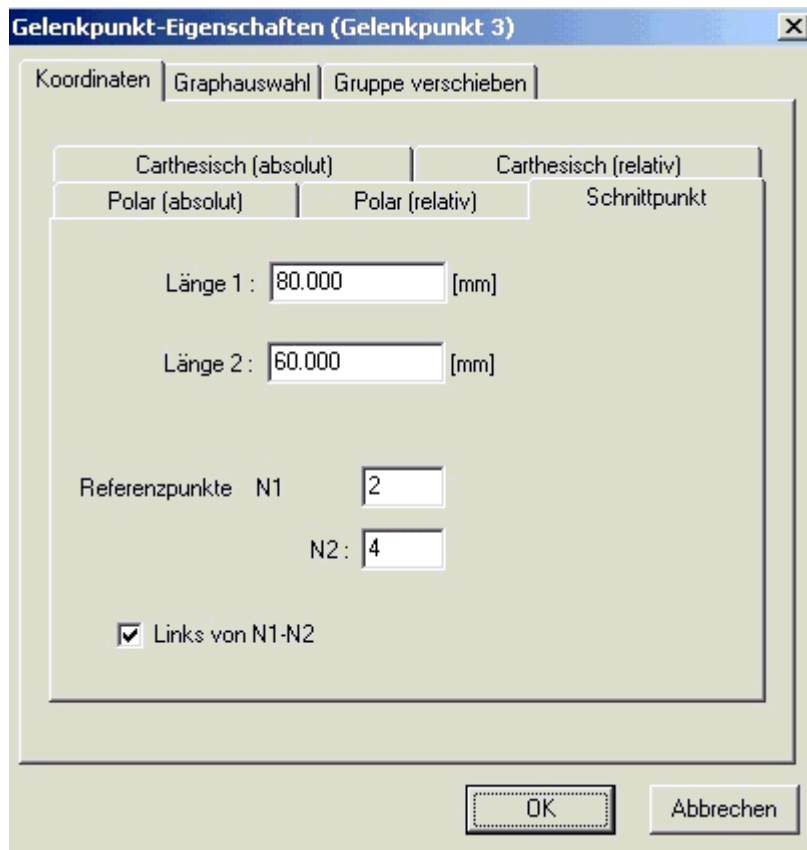 Gelenkpunkt-Eigenschaften (Gelenkpunkt 3)
Koordinaten Graphauswahl Gruppe verschieben
Carthesisch (absolut) Carthesisch (relativ)
Polar (absolut) Polar (relativ) Schnittpunkt
Länge 1 : 80.000 [mm]
Länge 2 : 60.000 [mm]
Referenzpunkte N1 2
N2 : 4
Links von N1-N2
OK Abbrechen